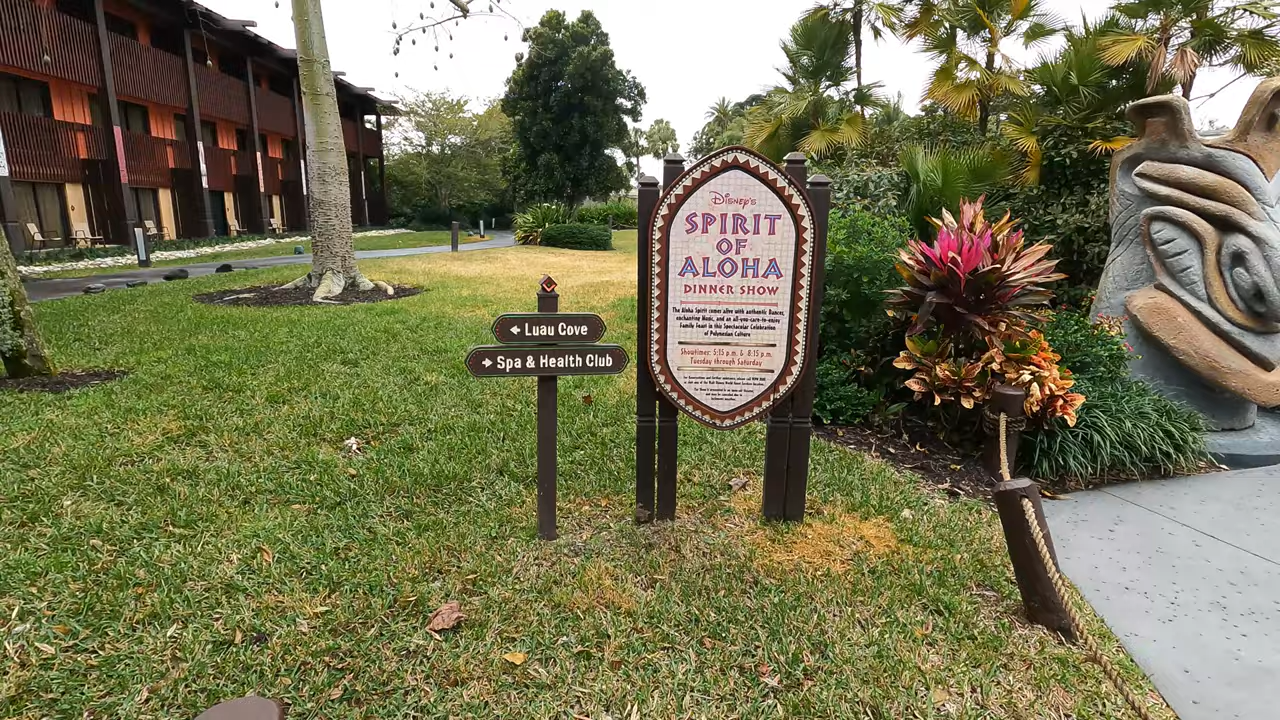 Luau Cove
Spa & Health Club
Disney's
SPIRIT
OF
ALOHA
DINNER SHOW
The Aloha Spirit comes alive with authentic Dances,
enchanting Music, and an all-you-care-to-enjoy
Family Feast in this Spectacular Celebration
of Polynesian Culture
Showtimes: 5:15 p.m. & 8:15 p.m.
Tuesday through Saturday